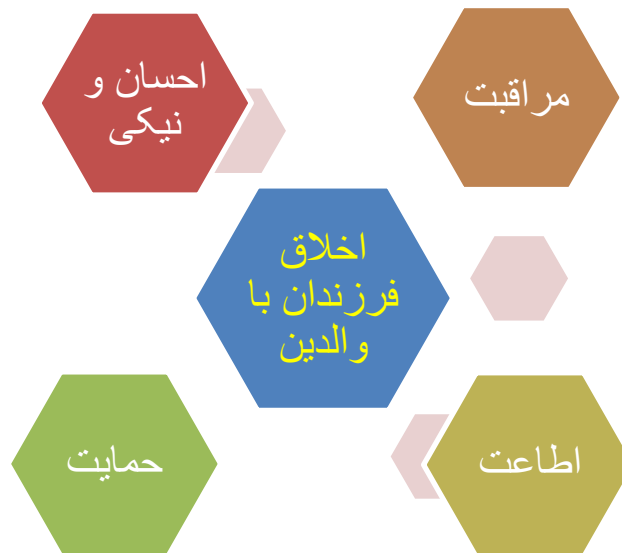 احسان و
نیکی
مراقبت
اخلاق
فرزندان با
والدین
حمایت
اطاعت